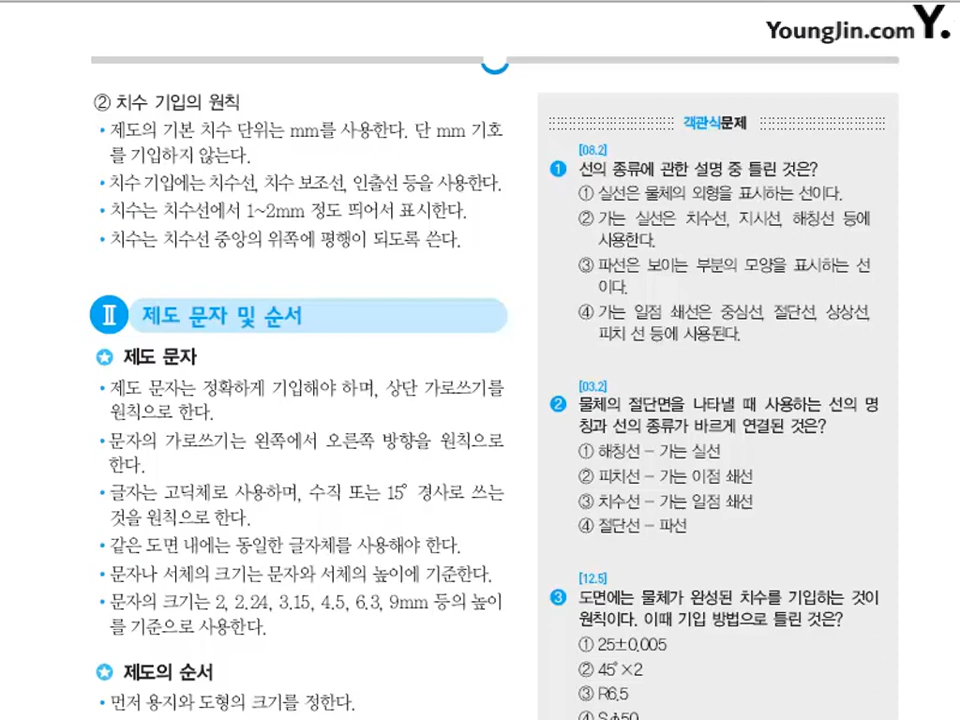 YoungJin.com Y.
② 치수 기입의 원칙
• 제도의 기본 치수 단위는 mm를 사용한다. 단 mm 기호
를 기입하지 않는다.
• 치수 기입에는 치수선, 치수 보조선, 인출선 등을 사용한다.
• 치수는 치수선에서 1~2mm 정도 띄어서 표시한다.
• 치수는 치수선 중앙의 위쪽에 평행이 되도록 쓴다.
Ⅱ 제도 문자 및 순서
제도 문자
• 제도 문자는 정확하게 기입해야 하며, 상단 가로쓰기를
원칙으로 한다.
• 문자의 가로쓰기는 왼쪽에서 오른쪽 방향을 원칙으로
한다.
• 글자는 고딕체로 사용하며, 수직 또는 15° 경사로 쓰는
것을 원칙으로 한다.
• 같은 도면 내에는 동일한 글자체를 사용해야 한다.
• 문자나 서체의 크기는 문자와 서체의 높이에 기준한다.
• 문자의 크기는 2, 2.24, 3.15, 4.5, 6.3, 9mm 등의 높이
를 기준으로 사용한다.
제도의 순서
• 먼저 용지와 도형의 크기를 정한다.
객관식문제
[08.2]
1 선의 종류에 관한 설명 중 틀린 것은?
① 실선은 물체의 외형을 표시하는 선이다.
② 가는 실선은 치수선, 지시선, 해칭선 등에
사용한다.
③ 파선은 보이는 부분의 모양을 표시하는 선
이다.
④ 가는 일점 쇄선은 중심선, 절단선, 상상선,
피치 선 등에 사용된다.
[03.2]
2 물체의 절단면을 나타낼 때 사용하는 선의 명
칭과 선의 종류가 바르게 연결된 것은?
① 해칭선 – 가는 실선
② 피치선 – 가는 이점 쇄선
③ 치수선 – 가는 일점 쇄선
④ 절단선 – 파선
[12.5]
3 도면에는 물체가 완성된 치수를 기입하는 것이
원칙이다. 이때 기입 방법으로 틀린 것은?
① 25±0.005
② 45°×2
③ R6.5
④ Sϕ50